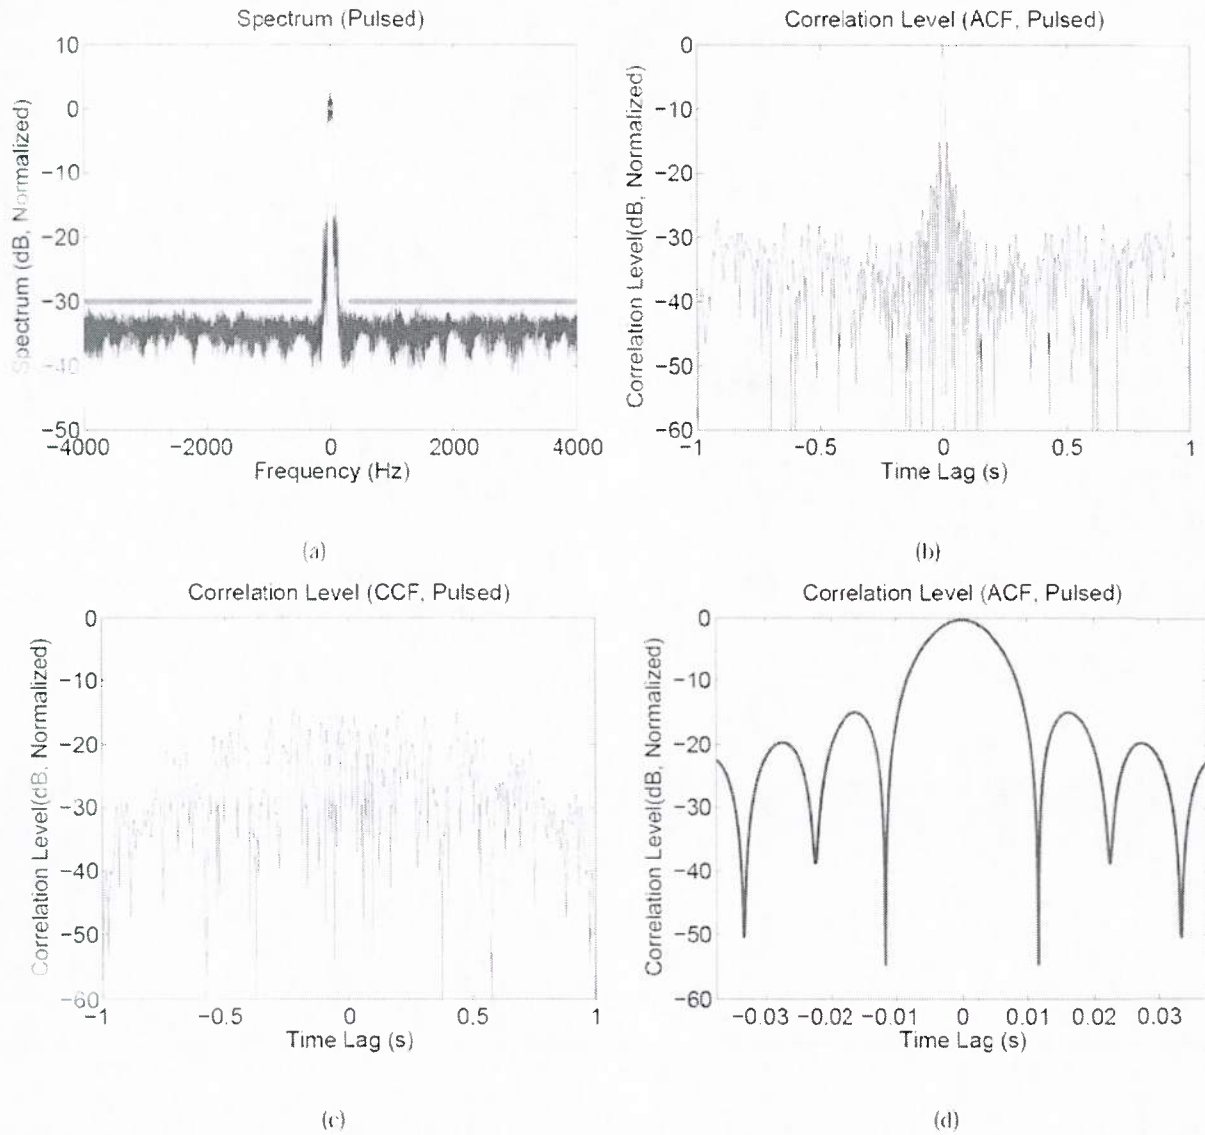 Spectrum (Pulsed)
Spectrum (dB, Normalized)
10
0
−10
−20
−30
−40
−50
−4000 −2000 0 2000 4000
Frequency (Hz)
(a)
Correlation Level (ACF, Pulsed)
Correlation Level(dB, Normalized)
0
−10
−20
−30
−40
−50
−60
−1 −0.5 0 0.5 1
Time Lag (s)
(b)
Correlation Level (CCF, Pulsed)
Correlation Level(dB, Normalized)
0
−10
−20
−30
−40
−50
−60
−1 −0.5 0 0.5 1
Time Lag (s)
(c)
Correlation Level (ACF, Pulsed)
Correlation Level(dB, Normalized)
0
−10
−20
−30
−40
−50
−60
−0.03 −0.02 −0.01 0 0.01 0.02 0.03
Time Lag (s)
(d)